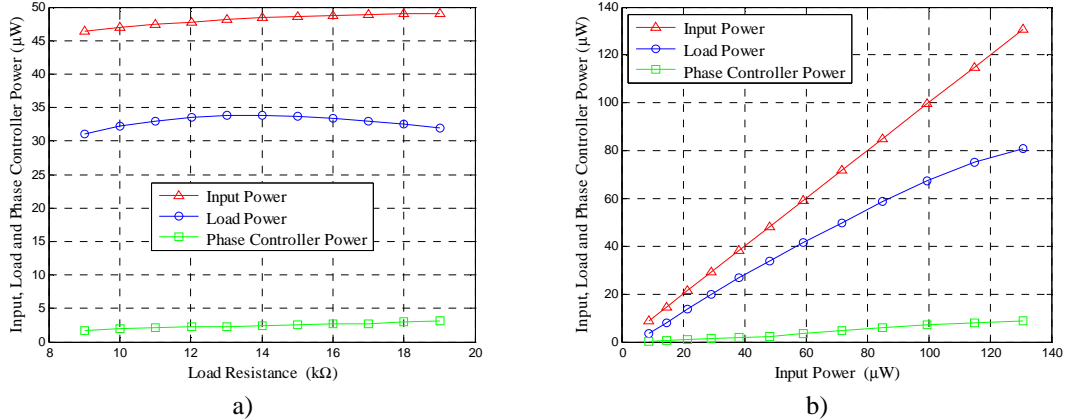 Input, Load and Phase Controller Power (μW)
50
45
40
35
30
25
20
15
10
5
0
Input Power
Load Power
Phase Controller Power
8
10
12
14
16
18
20
Load Resistance (kΩ)
a)
Input, Load and Phase Controller Power (μW)
140
120
100
80
60
40
20
0
Input Power
Load Power
Phase Controller Power
0
20
40
60
80
100
120
140
Input Power (μW)
b)